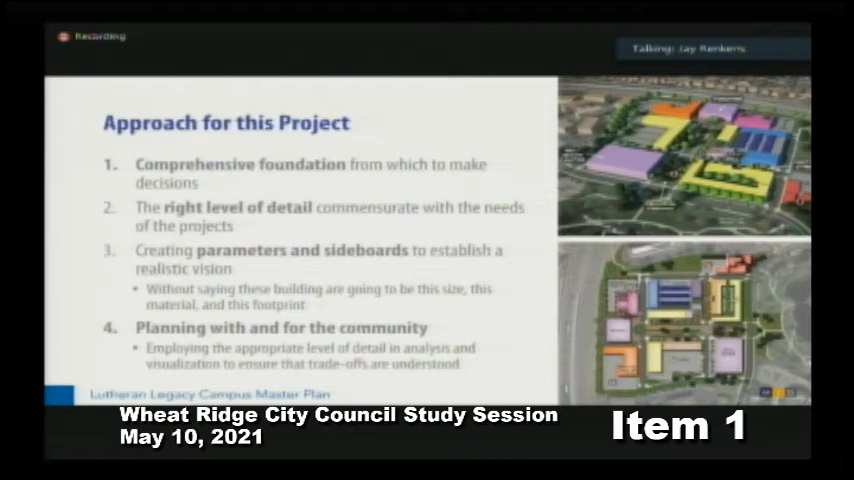 Recording
Talking: Jay Renkens
Approach for this Project
1. Comprehensive foundation from which to make
decisions
2. The right level of detail commensurate with the needs
of the projects
3. Creating parameters and sideboards to establish a
realistic vision
• Without saying these building are going to be this size, this
material, and this footprint
4. Planning with and for the community
• Employing the appropriate level of detail in analysis and
visualization to ensure that trade-offs are understood
Lutheran Legacy Campus Master Plan
Wheat Ridge City Council Study Session
May 10, 2021
Item 1